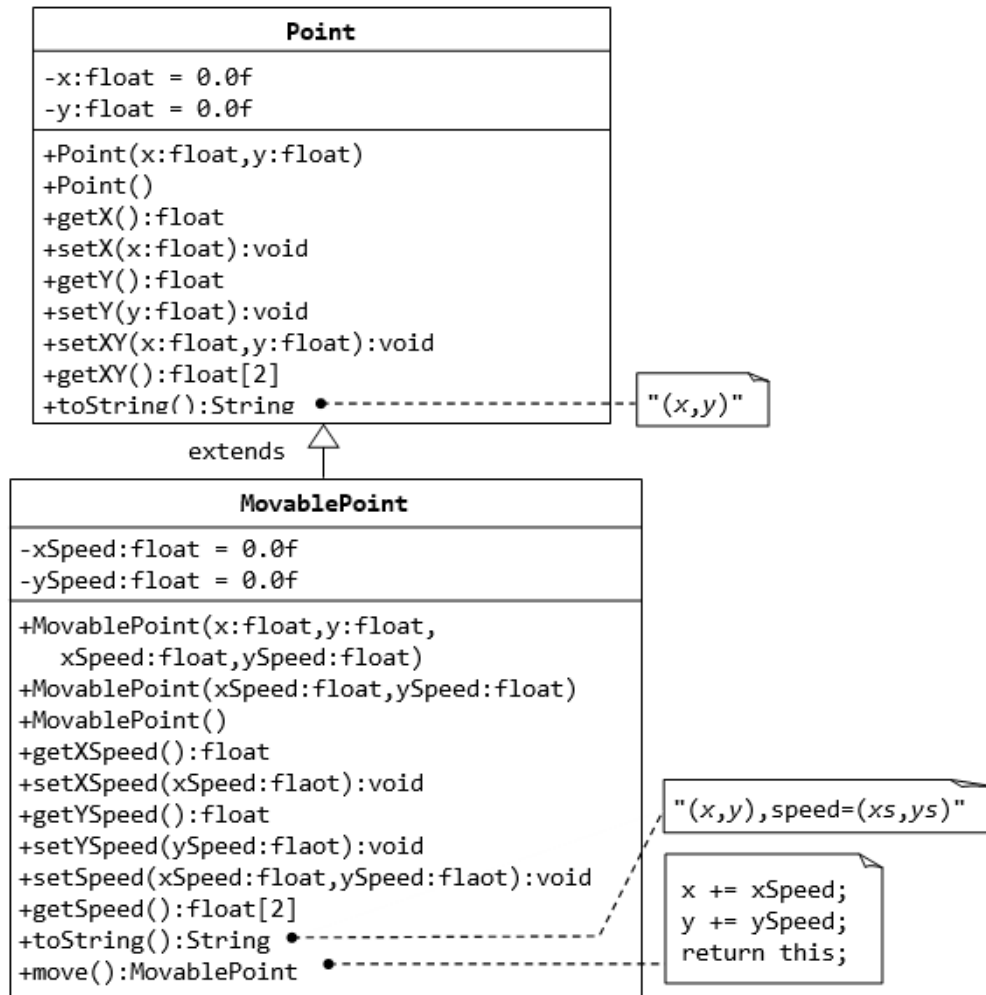 Point
-x:float = 0.0f
-y:float = 0.0f
+Point(x:float,y:float)
+Point()
+getX():float
+setX(x:float):void
+getY():float
+setY(y:float):void
+setXY(x:float,y:float):void
+getXY():float[2]
+toString():String
"(x,y)"
extends
MovablePoint
-xSpeed:float = 0.0f
-ySpeed:float = 0.0f
+MovablePoint(x:float,y:float,
xSpeed:float,ySpeed:float)
+MovablePoint(xSpeed:float,ySpeed:float)
+MovablePoint()
+getXSpeed():float
+setXSpeed(xSpeed:flaot):void
+getYSpeed():float
+setYSpeed(ySpeed:flaot):void
+setSpeed(xSpeed:float,ySpeed:flaot):void
+getSpeed():float[2]
+toString():String
+move():MovablePoint
"(x,y),speed=(xs,ys)"
x += xSpeed;
y += ySpeed;
return this;